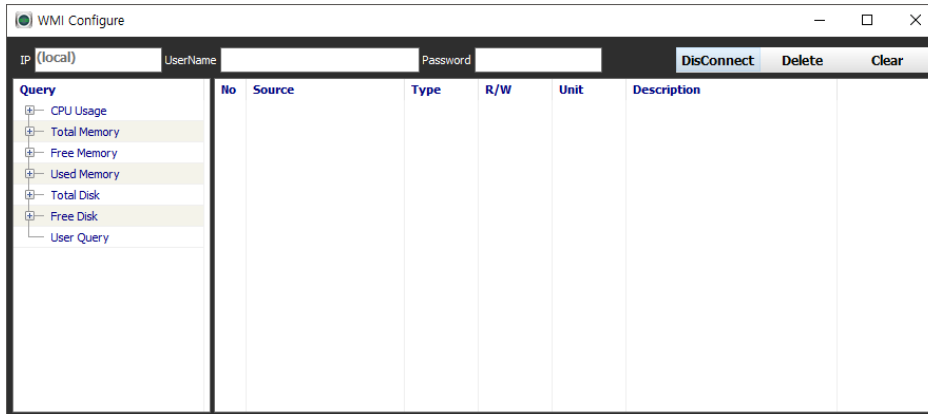 WMI Configure
IP (local) UserName Password DisConnect Delete Clear
Query No Source Type R/W Unit Description
CPU Usage
Total Memory
Free Memory
Used Memory
Total Disk
Free Disk
User Query